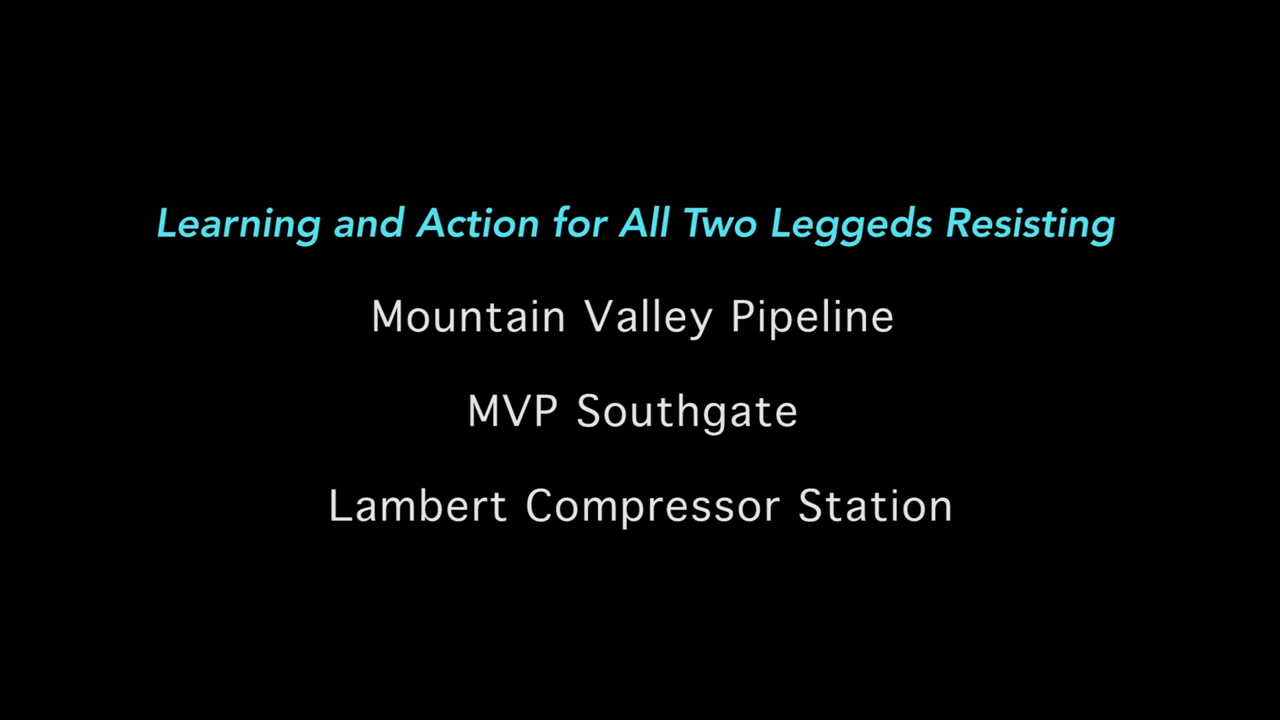 Learning and Action for All Two Leggeds Resisting
Mountain Valley Pipeline
MVP Southgate
Lambert Compressor Station